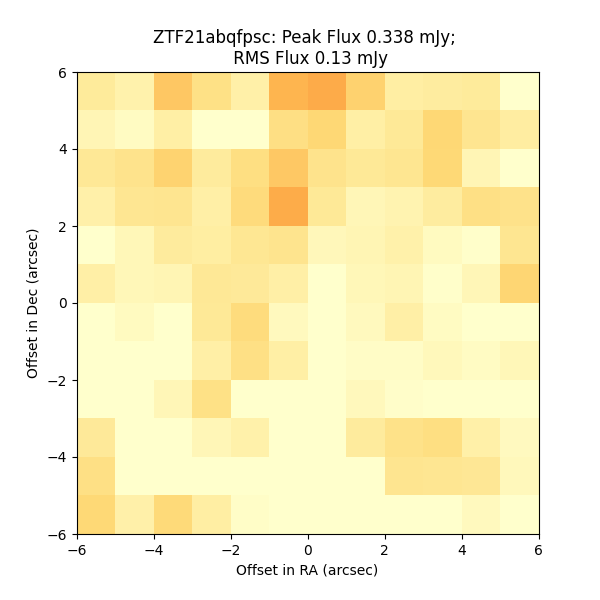 ZTF21abqfpsc: Peak Flux 0.338 mJy;
RMS Flux 0.13 mJy
6
4
2
0
−2
−4
−6
Offset in Dec (arcsec)
−6 −4 −2 0 2 4 6
Offset in RA (arcsec)